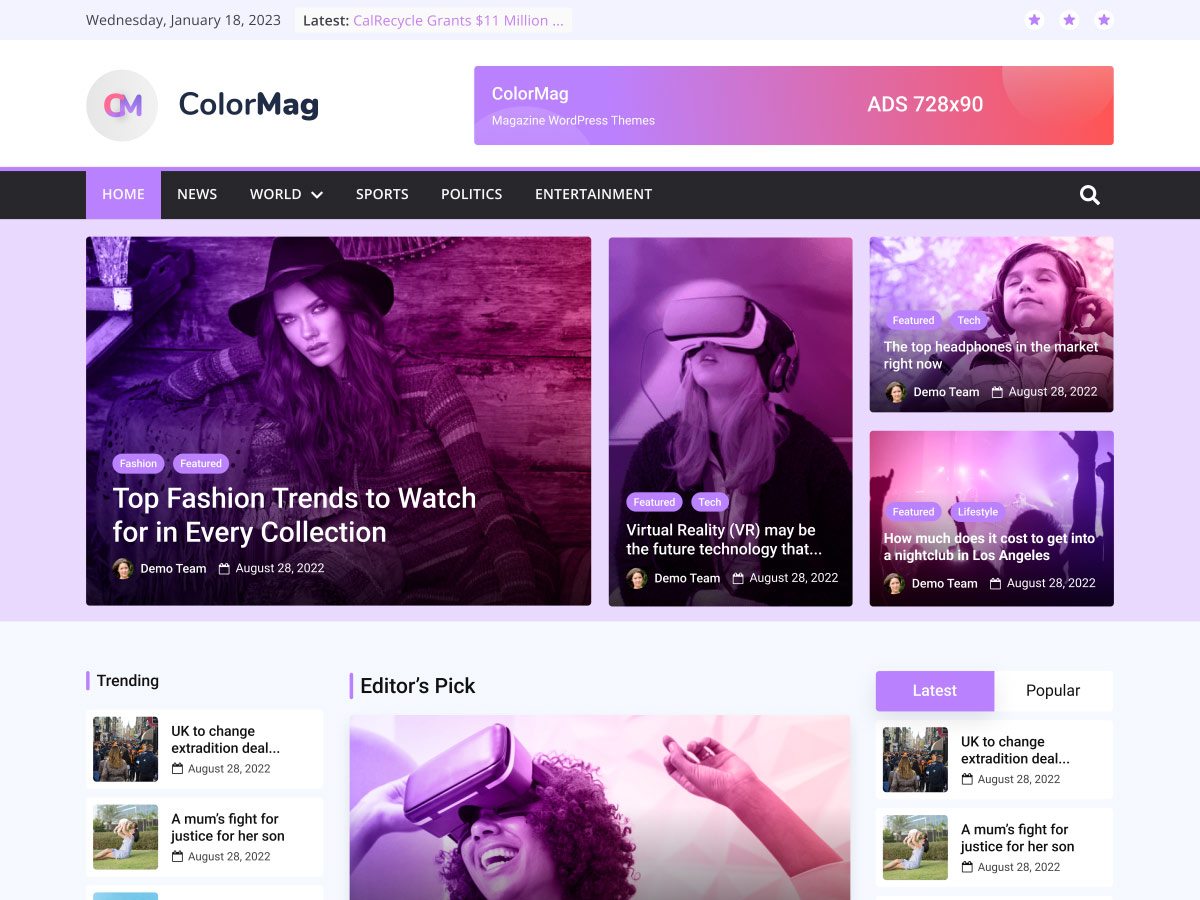 Wednesday, January 18, 2023
Latest: CalRecycle Grants $11 Million ...
CM
ColorMag
ColorMag
Magazine WordPress Themes
ADS 728x90
HOME
NEWS
WORLD
SPORTS
POLITICS
ENTERTAINMENT
Fashion
Featured
Top Fashion Trends to Watch
for in Every Collection
Demo Team
August 28, 2022
Featured
Tech
Virtual Reality (VR) may be
the future technology that...
Demo Team
August 28, 2022
Featured
Tech
The top headphones in the market
right now
Demo Team
August 28, 2022
Featured
Lifestyle
How much does it cost to get into
a nightclub in Los Angeles
Demo Team
August 28, 2022
Trending
UK to change
extradition deal...
August 28, 2022
A mum’s fight for
justice for her son
August 28, 2022
Editor’s Pick
Latest
Popular
UK to change
extradition deal...
August 28, 2022
A mum’s fight for
justice for her son
August 28, 2022